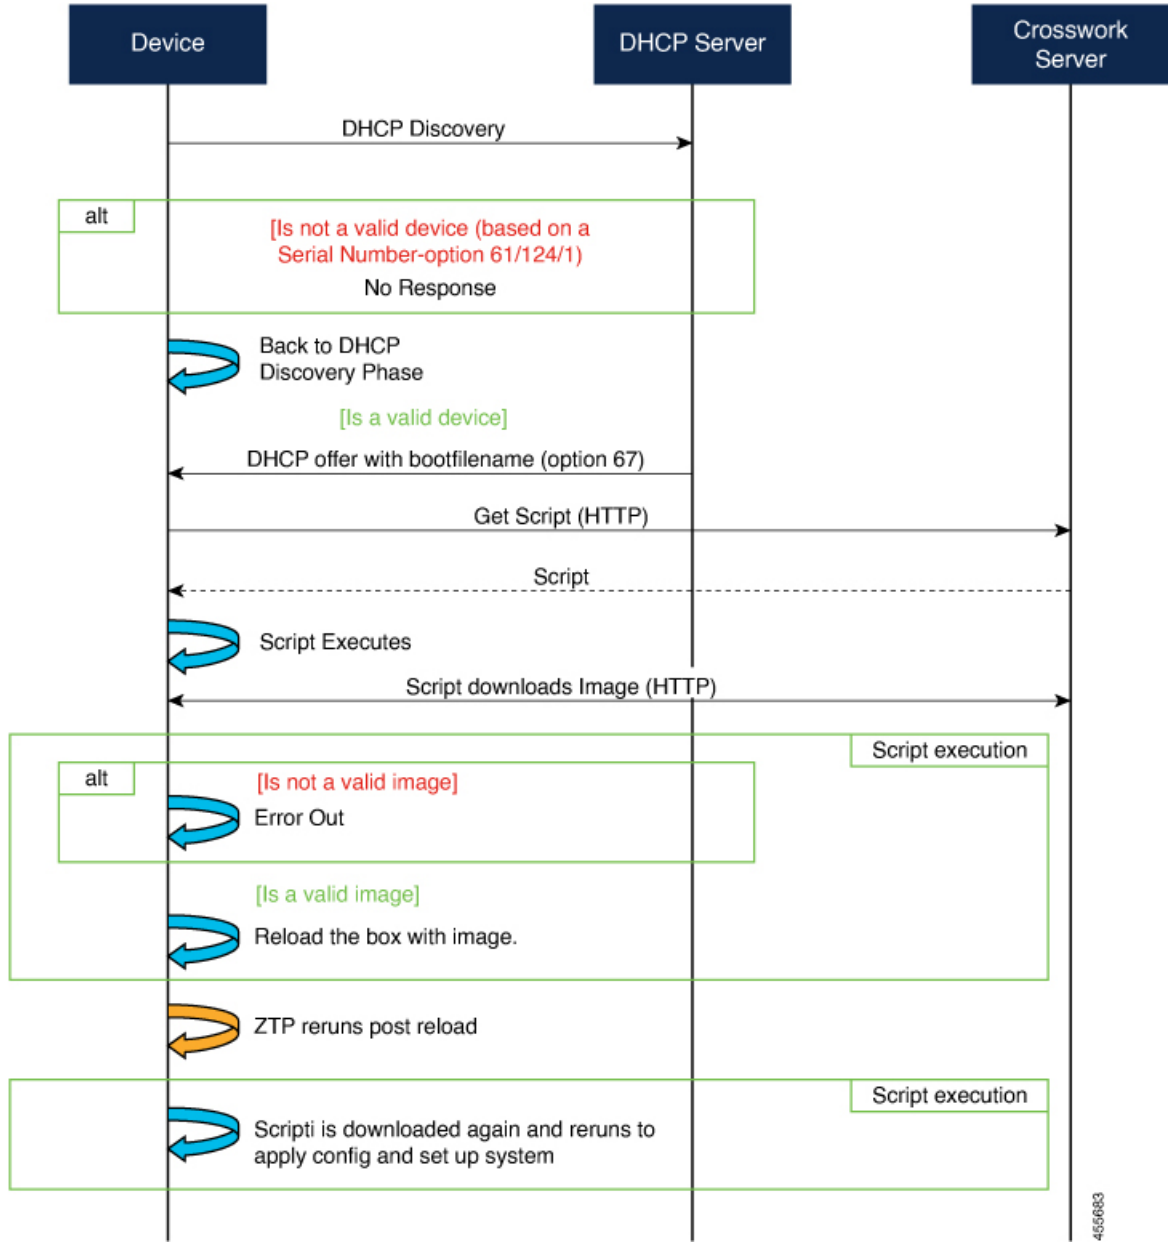 Device
DHCP Server
Crosswork
Server
DHCP Discovery
alt
[Is not a valid device (based on a
Serial Number-option 61/124/1)
No Response
Back to DHCP
Discovery Phase
[Is a valid device]
DHCP offer with bootfilename (option 67)
Get Script (HTTP)
Script
Script Executes
Script downloads Image (HTTP)
Script execution
alt
[Is not a valid image]
Error Out
[Is a valid image]
Reload the box with image.
ZTP reruns post reload
Script execution
Scripti is downloaded again and reruns to
apply config and set up system
455683